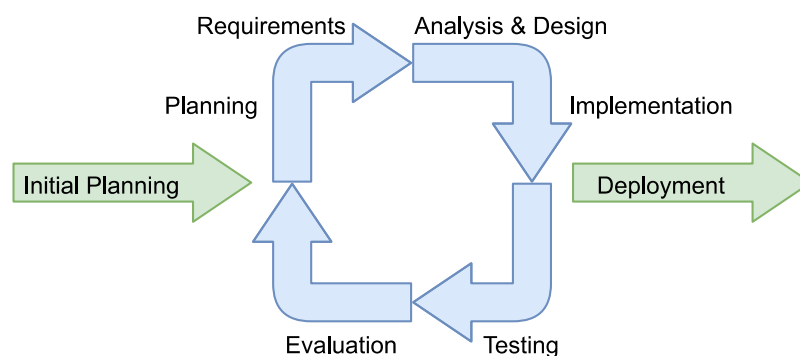 Requirements
Analysis & Design
Planning
Implementation
Initial Planning
Deployment
Evaluation
Testing